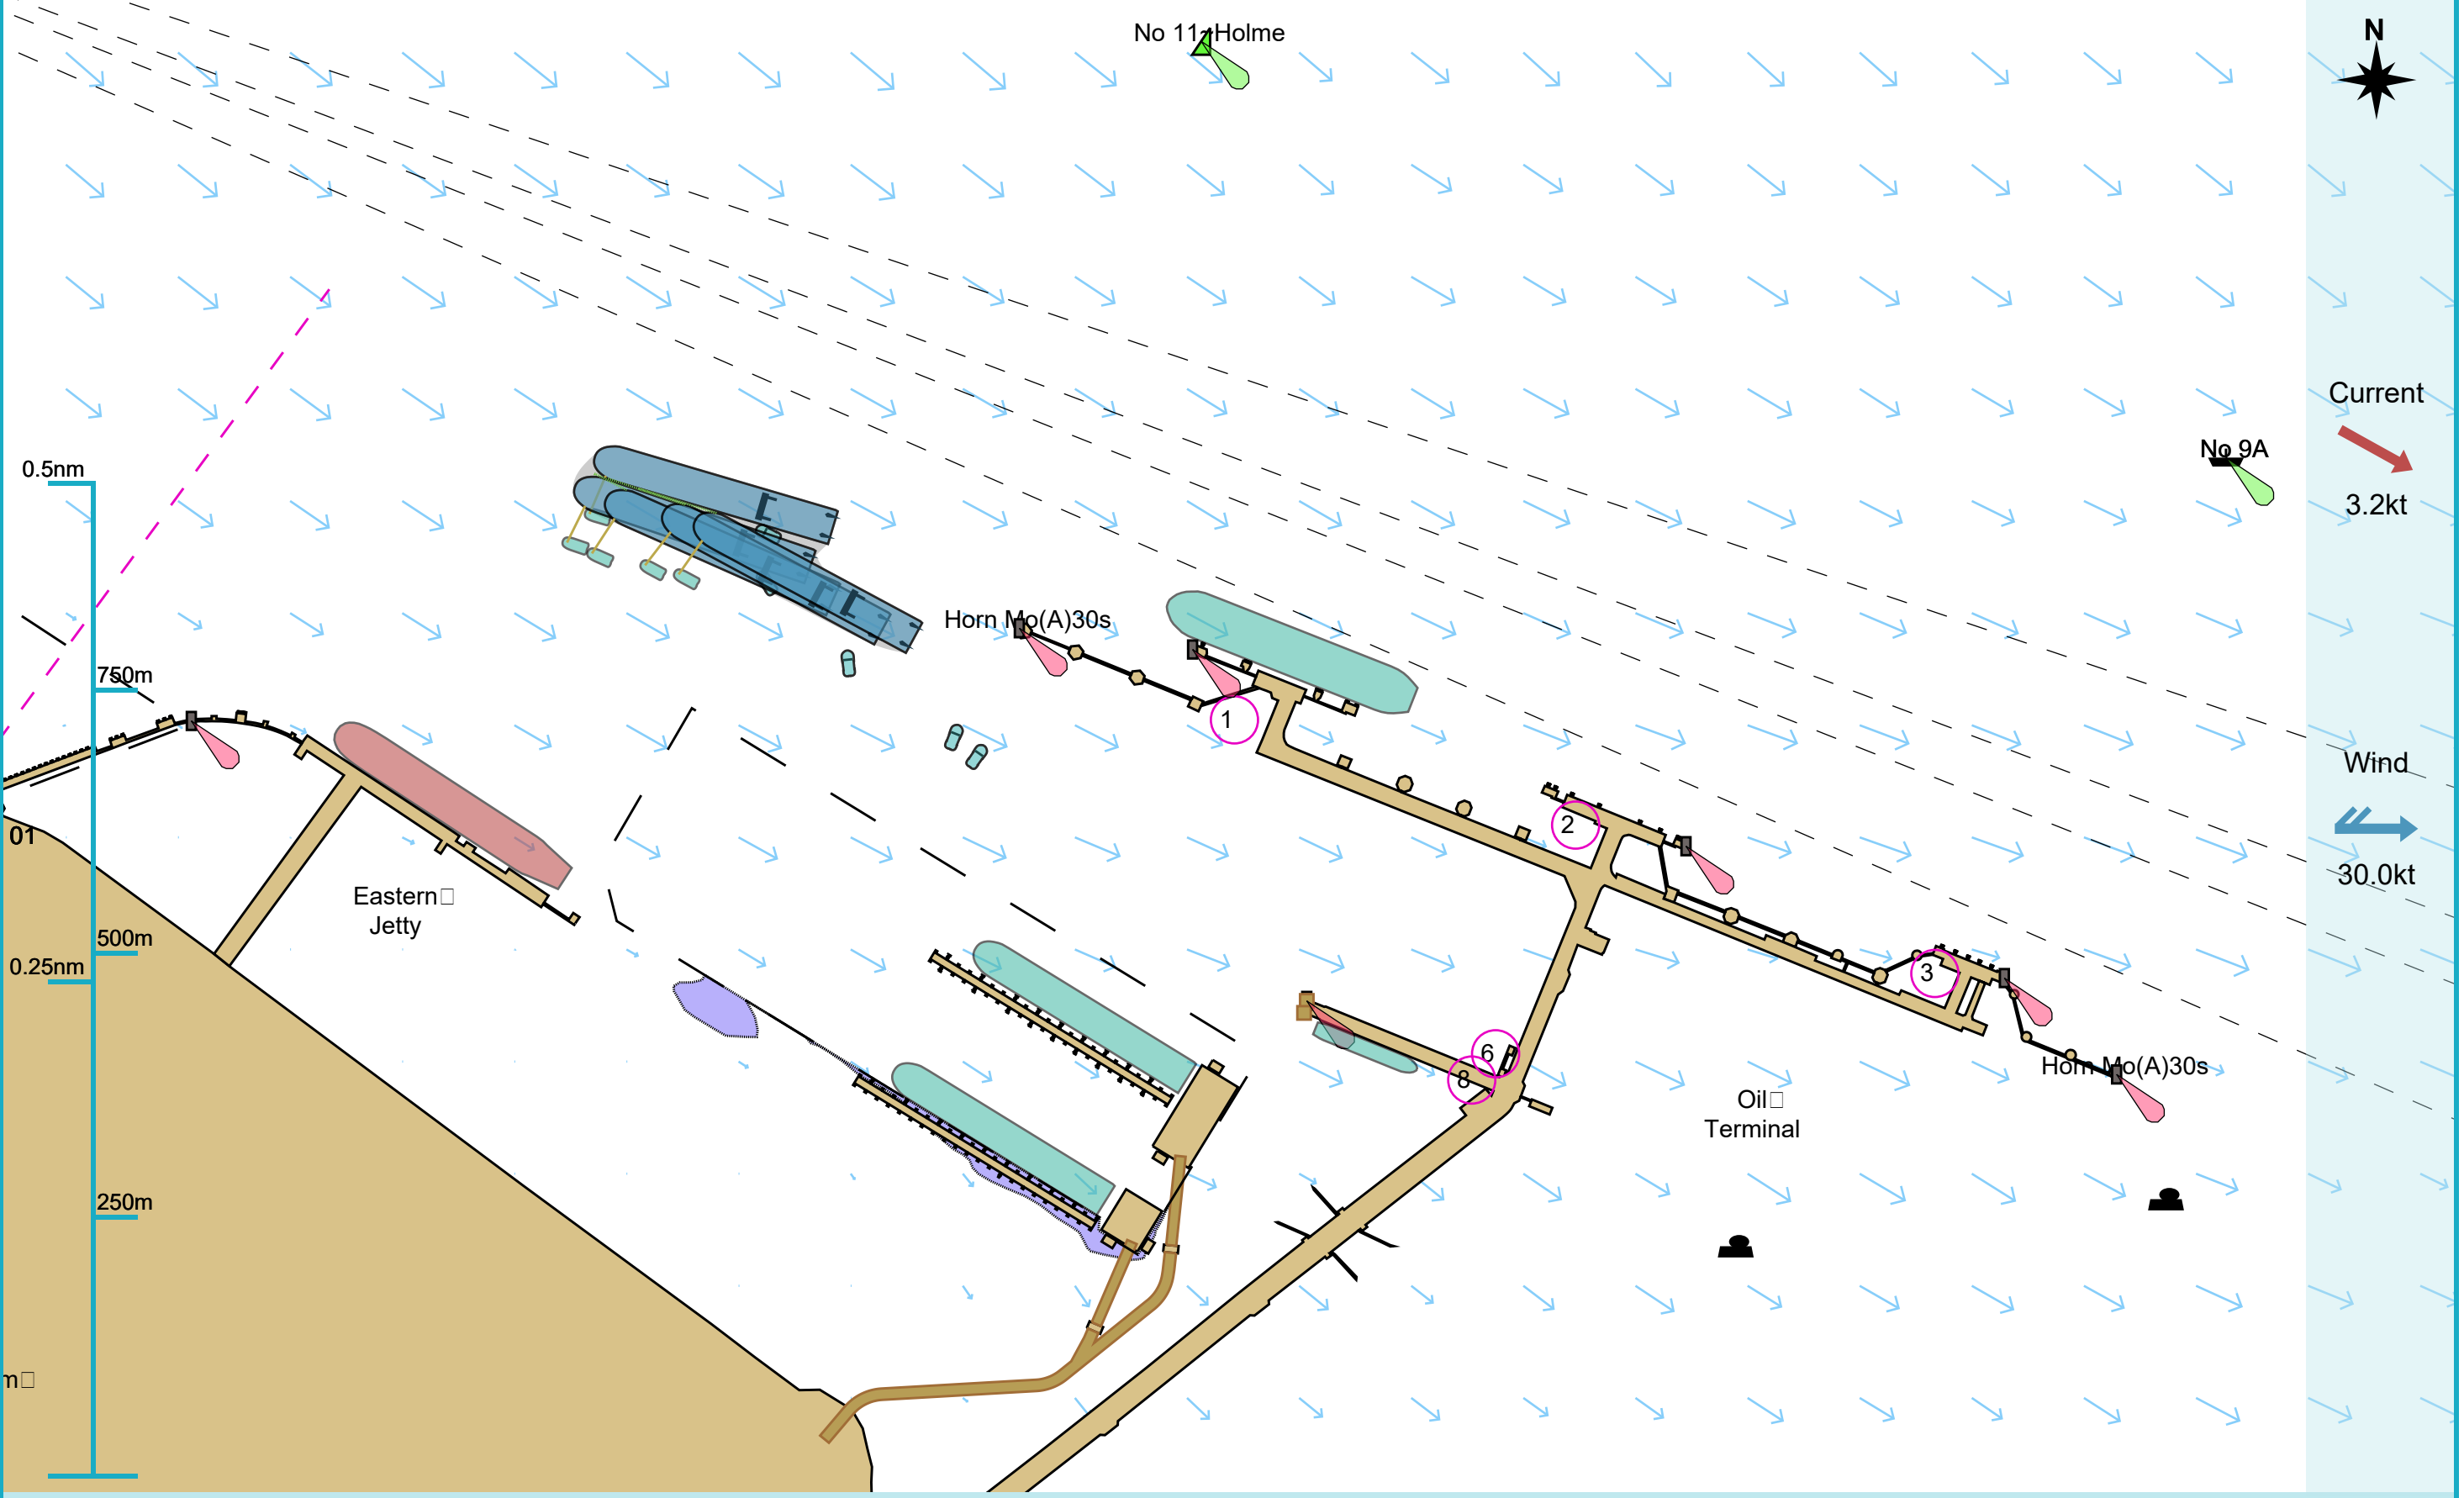 No 11-Holme
N
Current
3.2kt
No 9A
0.5nm
Horn Mo(A)30s
750m
1
Wind
30.0kt
2
01
Eastern
Jetty
500m
0.25nm
3
6
8
Horn Mo(A)30s
Oil
Terminal
250m
m